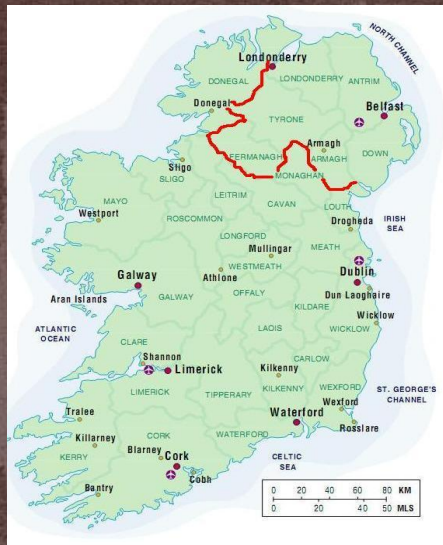 NORTH CHANNEL
Londonderry
DONEGAL
LONDONDERRY
ANTRIM
Donegal
Belfast
TYRONE
Armagh
FERMANAGH
ARMAGH
DOWN
MONAGHAN
Sligo
SLIGO
LEITRIM
CAVAN
LOUTH
MAYO
Westport
ROSCOMMON
Drogheda
IRISH
SEA
LONGFORD
MEATH
Mullingar
WESTMEATH
Galway
Athlone
Dublin
Aran Islands
GALWAY
OFFALY
Dun Laoghaire
KILDARE
Wicklow
ATLANTIC
OCEAN
LAOIS
WICKLOW
CLARE
CARLOW
Shannon
Limerick
Kilkenny
ST. GEORGE'S
CHANNEL
LIMERICK
TIPPERARY
KILKENNY
WEXFORD
Wexford
Tralee
Waterford
Rosslare
Killarney
CORK
WATERFORD
KERRY
Blarney
Cork
CELTIC
SEA
Cobh
Bantry
0 20 40 60 80 KM
0 20 40 50 MLS